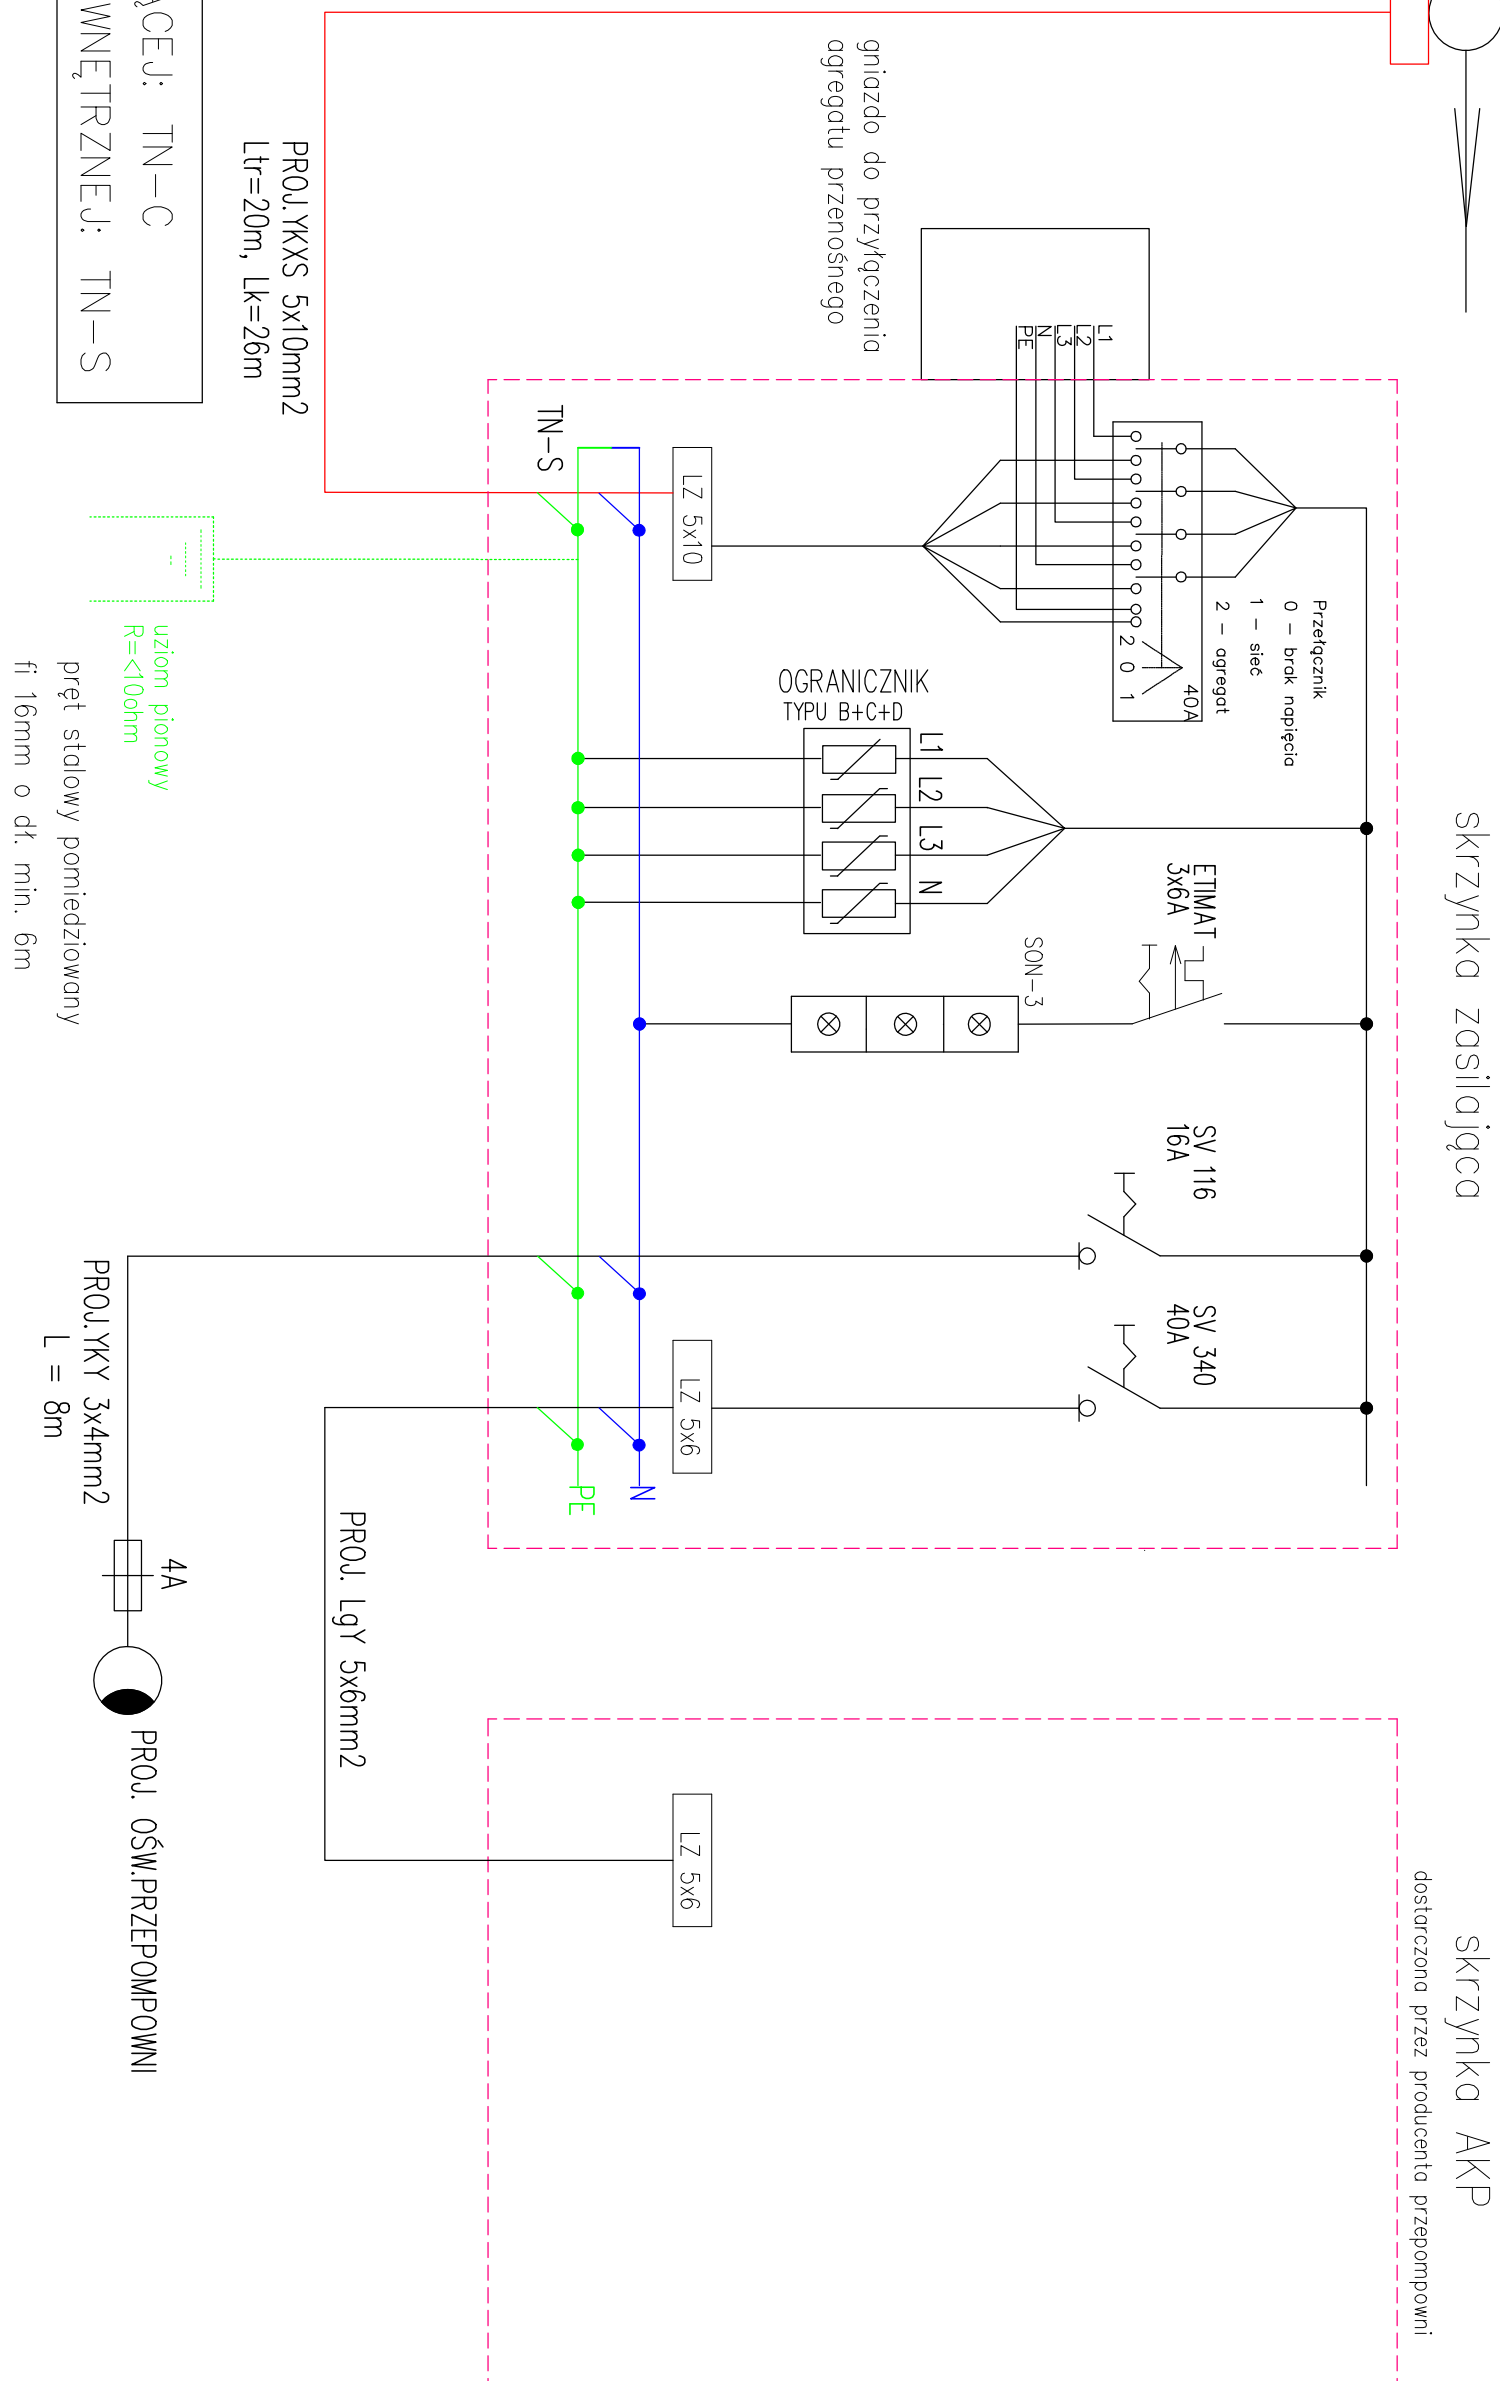 skrzynka zasilająca
skrzynka AKP
dostarczona przez producenta przepompowni
Przełącznik
0 – brak napięcia
1 – sieć
2 – agregat
40A
2 0 1
L1
L2
L3
N
PE
gniazdo do przyłączenia
agregatu przenośnego
ETIMAT
3x6A
SV 116
16A
SV 340
40A
SON-3
OGRANICZNIK
TYPU B+C+D
L1
L2
L3
N
LZ 5x10
LZ 5x6
LZ 5x6
TN-S
N
PE
PROJ.YKXS 5x10mm2
Ltr=20m, Lk=26m
PROJ. LgY 5x6mm2
4A
PROJ. OŚW.PRZEPOMPOWNI
PROJ.YKY 3x4mm2
L = 8m
uziom pionowy
R=<10ohm
pręt stalowy pomiedziowany
fi 16mm o dł. min. 6m
ĄCEJ: TN-C
WNĘTRZNEJ: TN-S